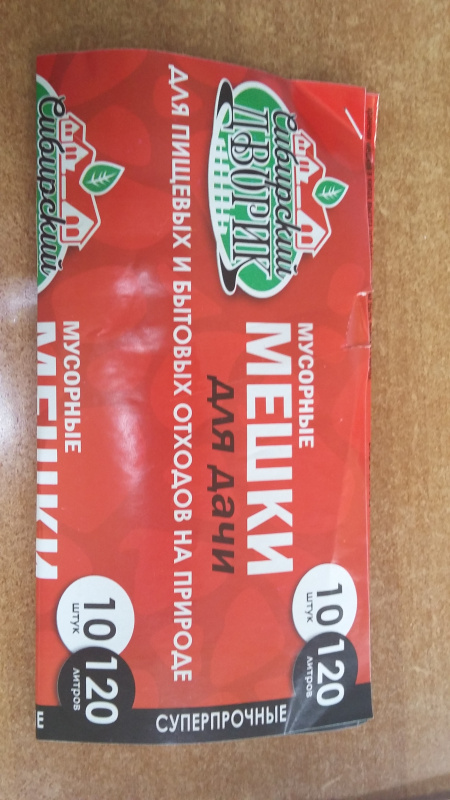 Сибирский
ДВОРИК
МУСОРНЫЕ
МЕШКИ
для дачи
ДЛЯ ПИЩЕВЫХ И БЫТОВЫХ ОТХОДОВ НА ПРИРОДЕ
10
штук
120
литров
СУПЕРПРОЧНЫЕ
Сибирский
МУСОРНЫЕ
МЕШКИ
10
штук
120
литров
Е